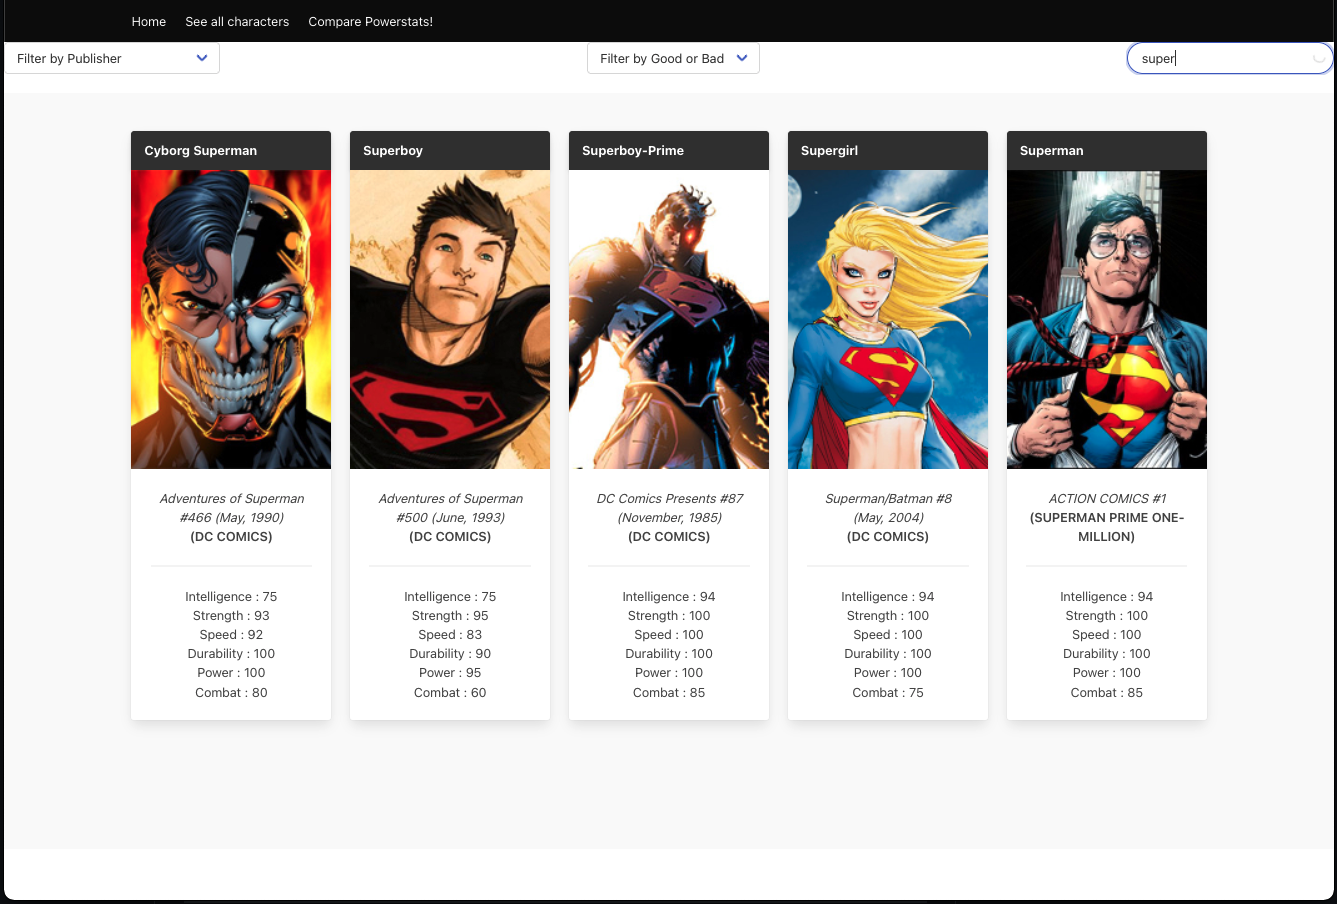 Home See all characters Compare Powerstats!
Filter by Publisher Filter by Good or Bad super
Cyborg Superman
Adventures of Superman
#466 (May, 1990)
(DC COMICS)
Intelligence : 75
Strength : 93
Speed : 92
Durability : 100
Power : 100
Combat : 80
Superboy
Adventures of Superman
#500 (June, 1993)
(DC COMICS)
Intelligence : 75
Strength : 95
Speed : 83
Durability : 90
Power : 95
Combat : 60
Superboy-Prime
DC Comics Presents #87
(November, 1985)
(DC COMICS)
Intelligence : 94
Strength : 100
Speed : 100
Durability : 100
Power : 100
Combat : 85
Supergirl
Superman/Batman #8
(May, 2004)
(DC COMICS)
Intelligence : 94
Strength : 100
Speed : 100
Durability : 100
Power : 100
Combat : 75
Superman
ACTION COMICS #1
(SUPERMAN PRIME ONE-
MILLION)
Intelligence : 94
Strength : 100
Speed : 100
Durability : 100
Power : 100
Combat : 85